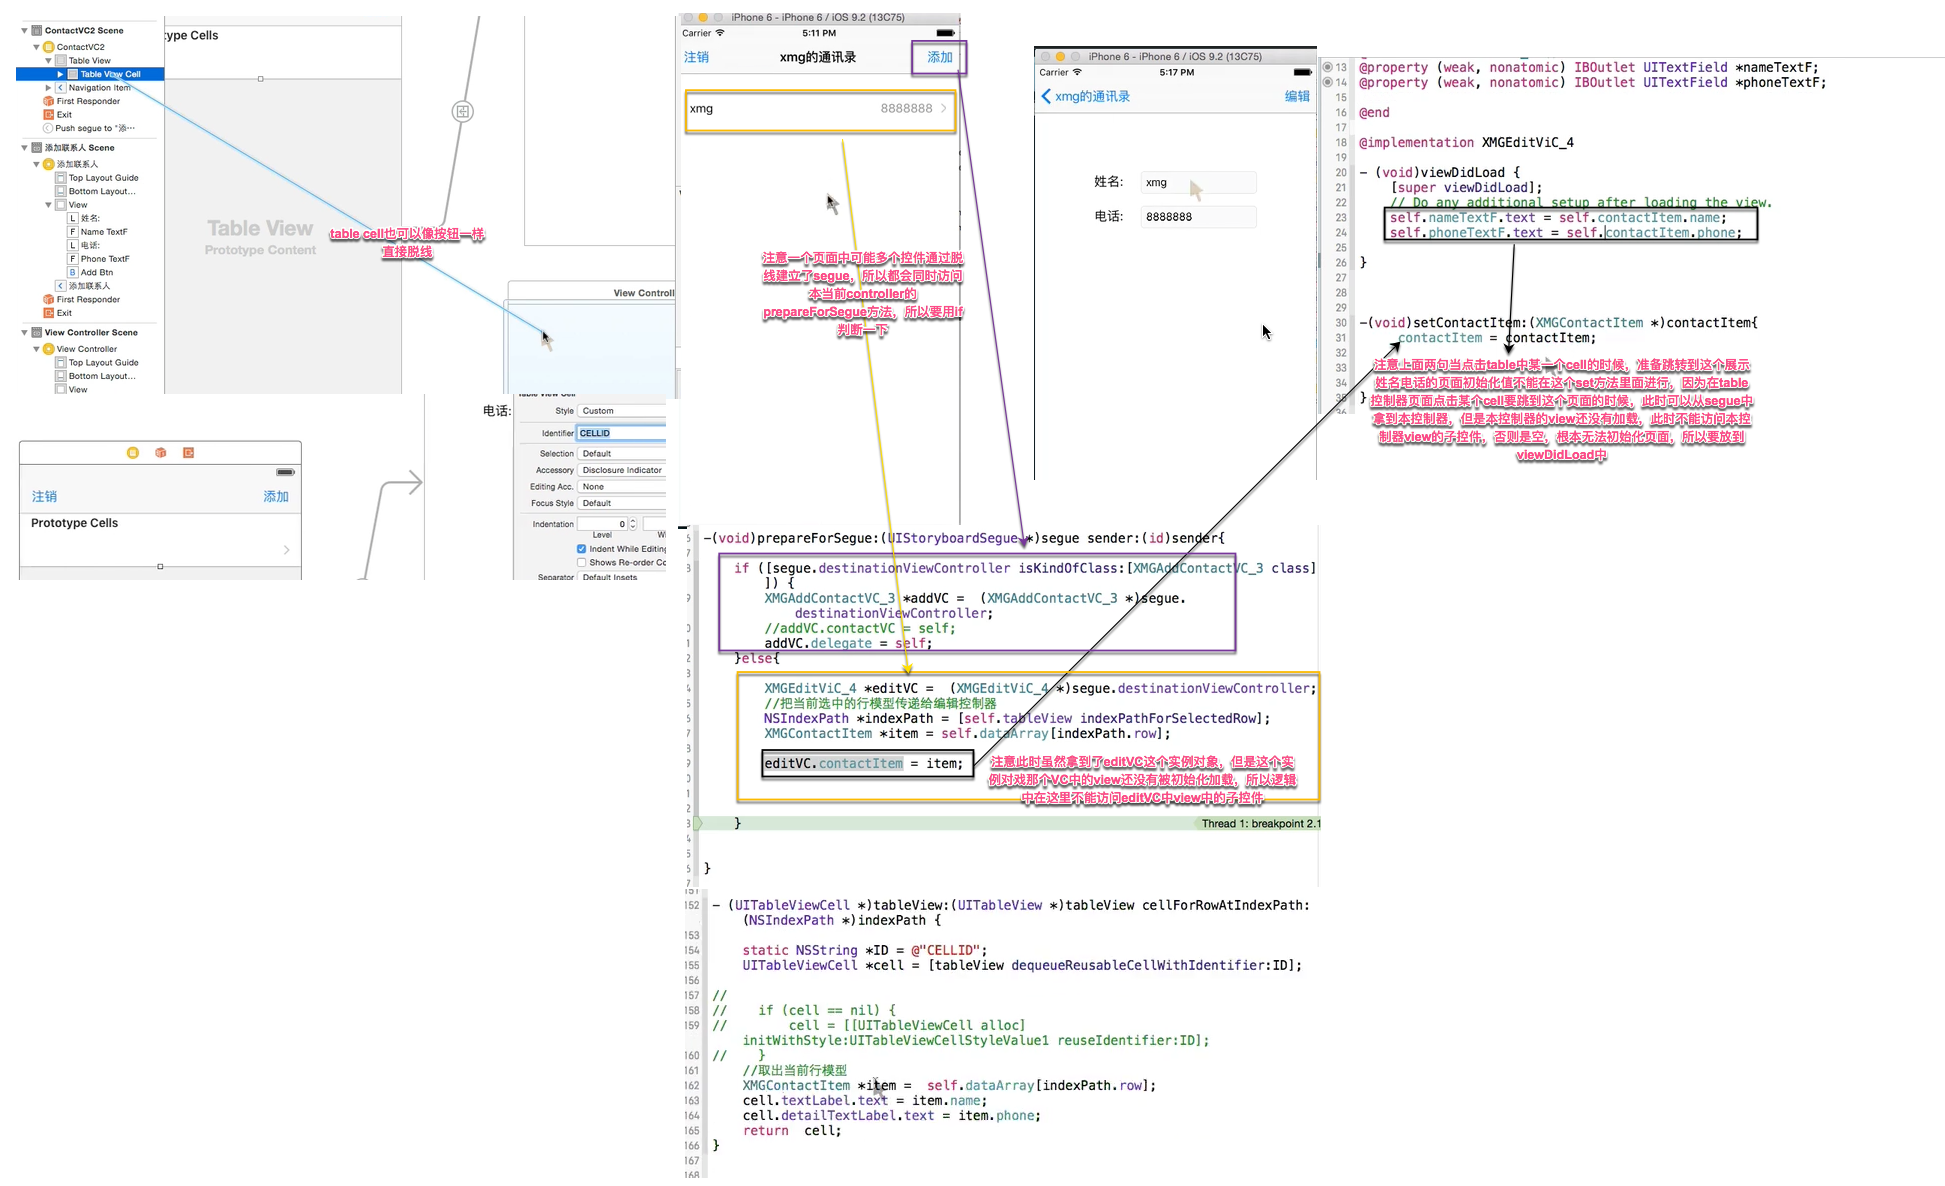 ContactVC2 Scene
ContactVC2
Table View
Table View Cell
Navigation Item
First Responder
Exit
Push segue to "添…
添加联系人 Scene
添加联系人
Top Layout Guide
Bottom Layout...
View
L 姓名:
F Name TextF
L 电话:
F Phone TextF
B Add Btn
添加联系人
First Responder
Exit
View Controller Scene
View Controller
Top Layout Guide
Bottom Layout...
View
ype Cells
Table View
Prototype Content
table cell也可以像按钮一样
直接脱线
View Controll
注销
添加
Prototype Cells
电话:
Table View Cell
Style Custom
Identifier CELLID
Selection Default
Accessory Disclosure Indicator
Editing Acc. None
Focus Style Default
Indentation 0
Level
Indent While Editing
Shows Re-order Co
Separator Default Insets
iPhone 6 - iPhone 6 / iOS 9.2 (13C75)
Carrier 5:11 PM
注销 xmg的通讯录 添加
xmg 8888888
注意一个页面中可能多个控件通过脱
线建立了segue，所以都会同时访问
本当前controller的
prepareForSegue方法，所以要用if
判断一下
iPhone 6 - iPhone 6 / iOS 9.2 (13C75)
Carrier 5:17 PM
xmg的通讯录 编辑
姓名: xmg
电话: 8888888
13 @property (weak, nonatomic) IBOutlet UITextField *nameTextF;
14 @property (weak, nonatomic) IBOutlet UITextField *phoneTextF;
15
16 @end
17
18 @implementation XMGEditViC_4
19
20 - (void)viewDidLoad {
21 [super viewDidLoad];
22 // Do any additional setup after loading the view.
23 self.nameTextF.text = self.contactItem.name;
24 self.phoneTextF.text = self.contactItem.phone;
25
26 }
27
28
29
30 -(void)setContactItem:(XMGContactItem *)contactItem{
31 contactItem = contactItem;
32
33
34
35 }
36
注意上面两句当点击table中某一个cell的时候，准备跳转到这个展示
姓名电话的页面初始化值不能在这个set方法里面进行，因为在table
控制器页面点击某个cell要跳到这个页面的时候，此时可以从segue中
拿到本控制器，但是本控制器的view还没有加载，此时不能访问本控
制器view的子控件，否则是空，根本无法初始化页面，所以要放到
viewDidLoad中
-(void)prepareForSegue:(UIStoryboardSegue *)segue sender:(id)sender{
if ([segue.destinationViewController isKindOfClass:[XMGAddContactVC_3 class]
]) {
XMGAddContactVC_3 *addVC = (XMGAddContactVC_3 *)segue.
destinationViewController;
//addVC.contactVC = self;
addVC.delegate = self;
}else{
XMGEditViC_4 *editVC = (XMGEditViC_4 *)segue.destinationViewController;
//把当前选中的行模型传递给编辑控制器
NSIndexPath *indexPath = [self.tableView indexPathForSelectedRow];
XMGContactItem *item = self.dataArray[indexPath.row];
editVC.contactItem = item;
注意此时虽然拿到了editVC这个实例对象，但是这个实
例对戏那个VC中的view还没有被初始化加载，所以逻辑
中在这里不能访问editVC中view中的子控件
} Thread 1: breakpoint 2.1
}
151
152 - (UITableViewCell *)tableView:(UITableView *)tableView cellForRowAtIndexPath:
(NSIndexPath *)indexPath {
153
154 static NSString *ID = @"CELLID";
155 UITableViewCell *cell = [tableView dequeueReusableCellWithIdentifier:ID];
156
157 //
158 // if (cell == nil) {
159 // cell = [[UITableViewCell alloc]
initWithStyle:UITableViewCellStyleValue1 reuseIdentifier:ID];
160 // }
161 //取出当前行模型
162 XMGContactItem *item = self.dataArray[indexPath.row];
163 cell.textLabel.text = item.name;
164 cell.detailTextLabel.text = item.phone;
165 return cell;
166 }
167
168